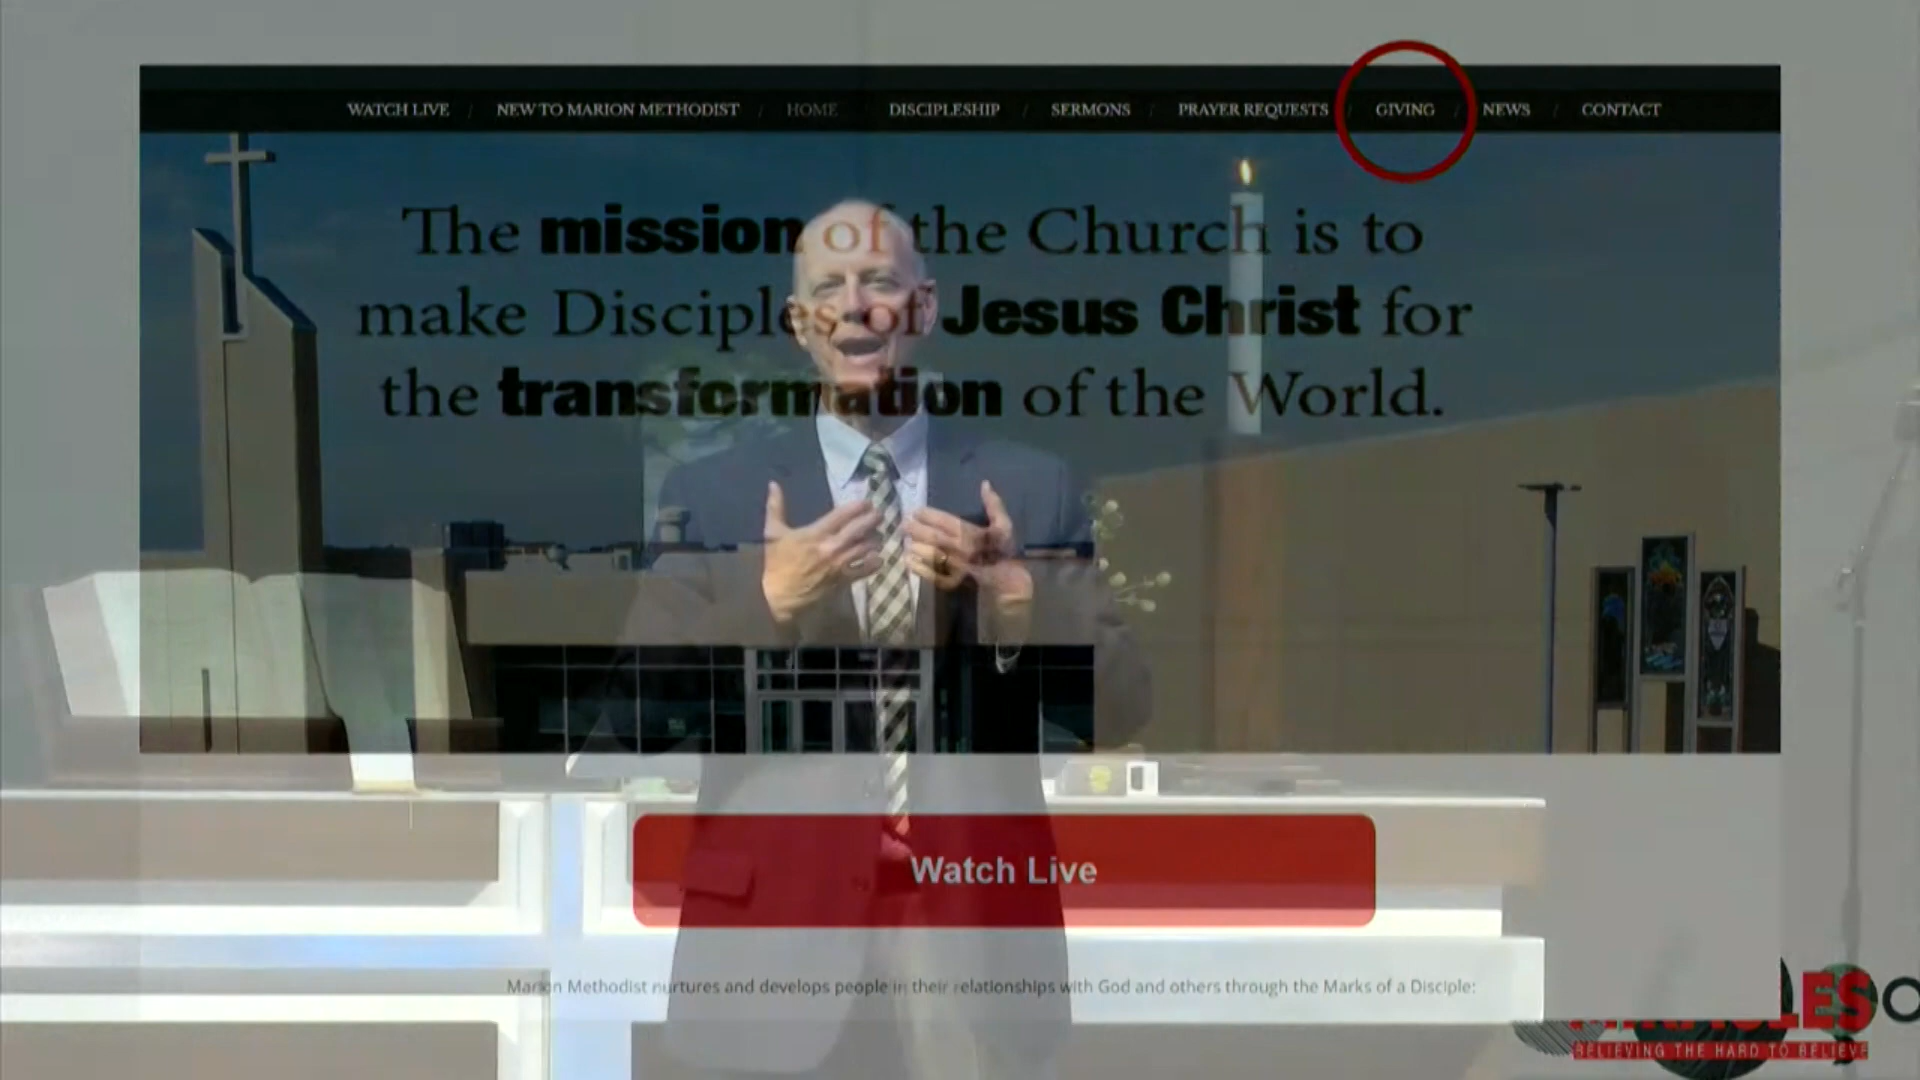 WATCH LIVE / NEW TO MARION METHODIST / HOME DISCIPLESHIP / SERMONS / PRAYER REQUESTS / GIVING / NEWS / CONTACT
The mission of the Church is to
make Disciples of Jesus Christ for
the transformation of the World.
Watch Live
Marion Methodist nurtures and develops people in their relationships with God and others through the Marks of a Disciple:
MIRACLES
BELIEVING THE HARD TO BELIEVE